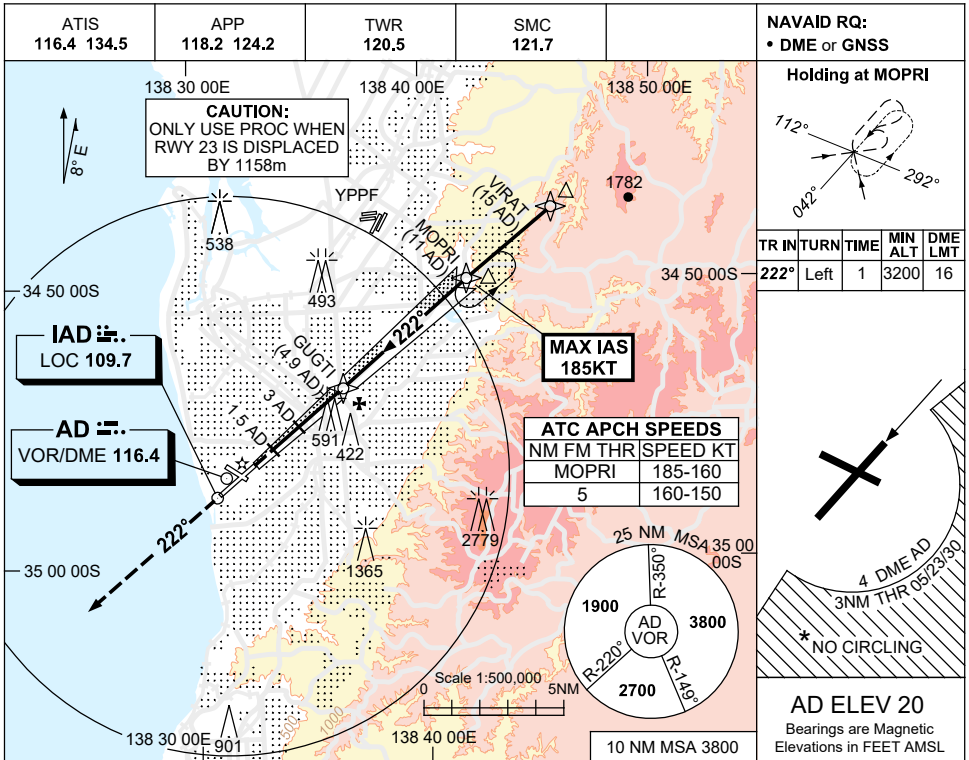 ATIS
116.4 134.5
APP
118.2 124.2
TWR
120.5
SMC
121.7
NAVAID RQ:
• DME or GNSS
138 30 00E
138 40 00E
138 50 00E
8° E
CAUTION:
ONLY USE PROC WHEN
RWY 23 IS DISPLACED
BY 1158m
YPPF
VIRAT
(15 AD)
1782
538
MOPRI
(11 AD)
493
34 50 00S
34 50 00S
222°
IAD
LOC 109.7
GUGTI
(4.9 AD)
MAX IAS
185KT
3 AD
1.5 AD
591
422
AD
VOR/DME 116.4
ATC APCH SPEEDS
NM FM THR SPEED KT
MOPRI 185-160
5 160-150
222°
2779
1365
35 00 00S
25 NM MSA
35 00
00S
R-350°
1900
3800
AD
VOR
R-220°
R-149°
2700
Scale 1:500,000
0 5NM
500
1000
138 30 00E
901
138 40 00E
10 NM MSA 3800
Holding at MOPRI
112°
292°
042°
TR IN TURN TIME MIN ALT DME LMT
222° Left 1 3200 16
4 DME AD
3NM THR 05/23/30
* NO CIRCLING
AD ELEV 20
Bearings are Magnetic
Elevations in FEET AMSL